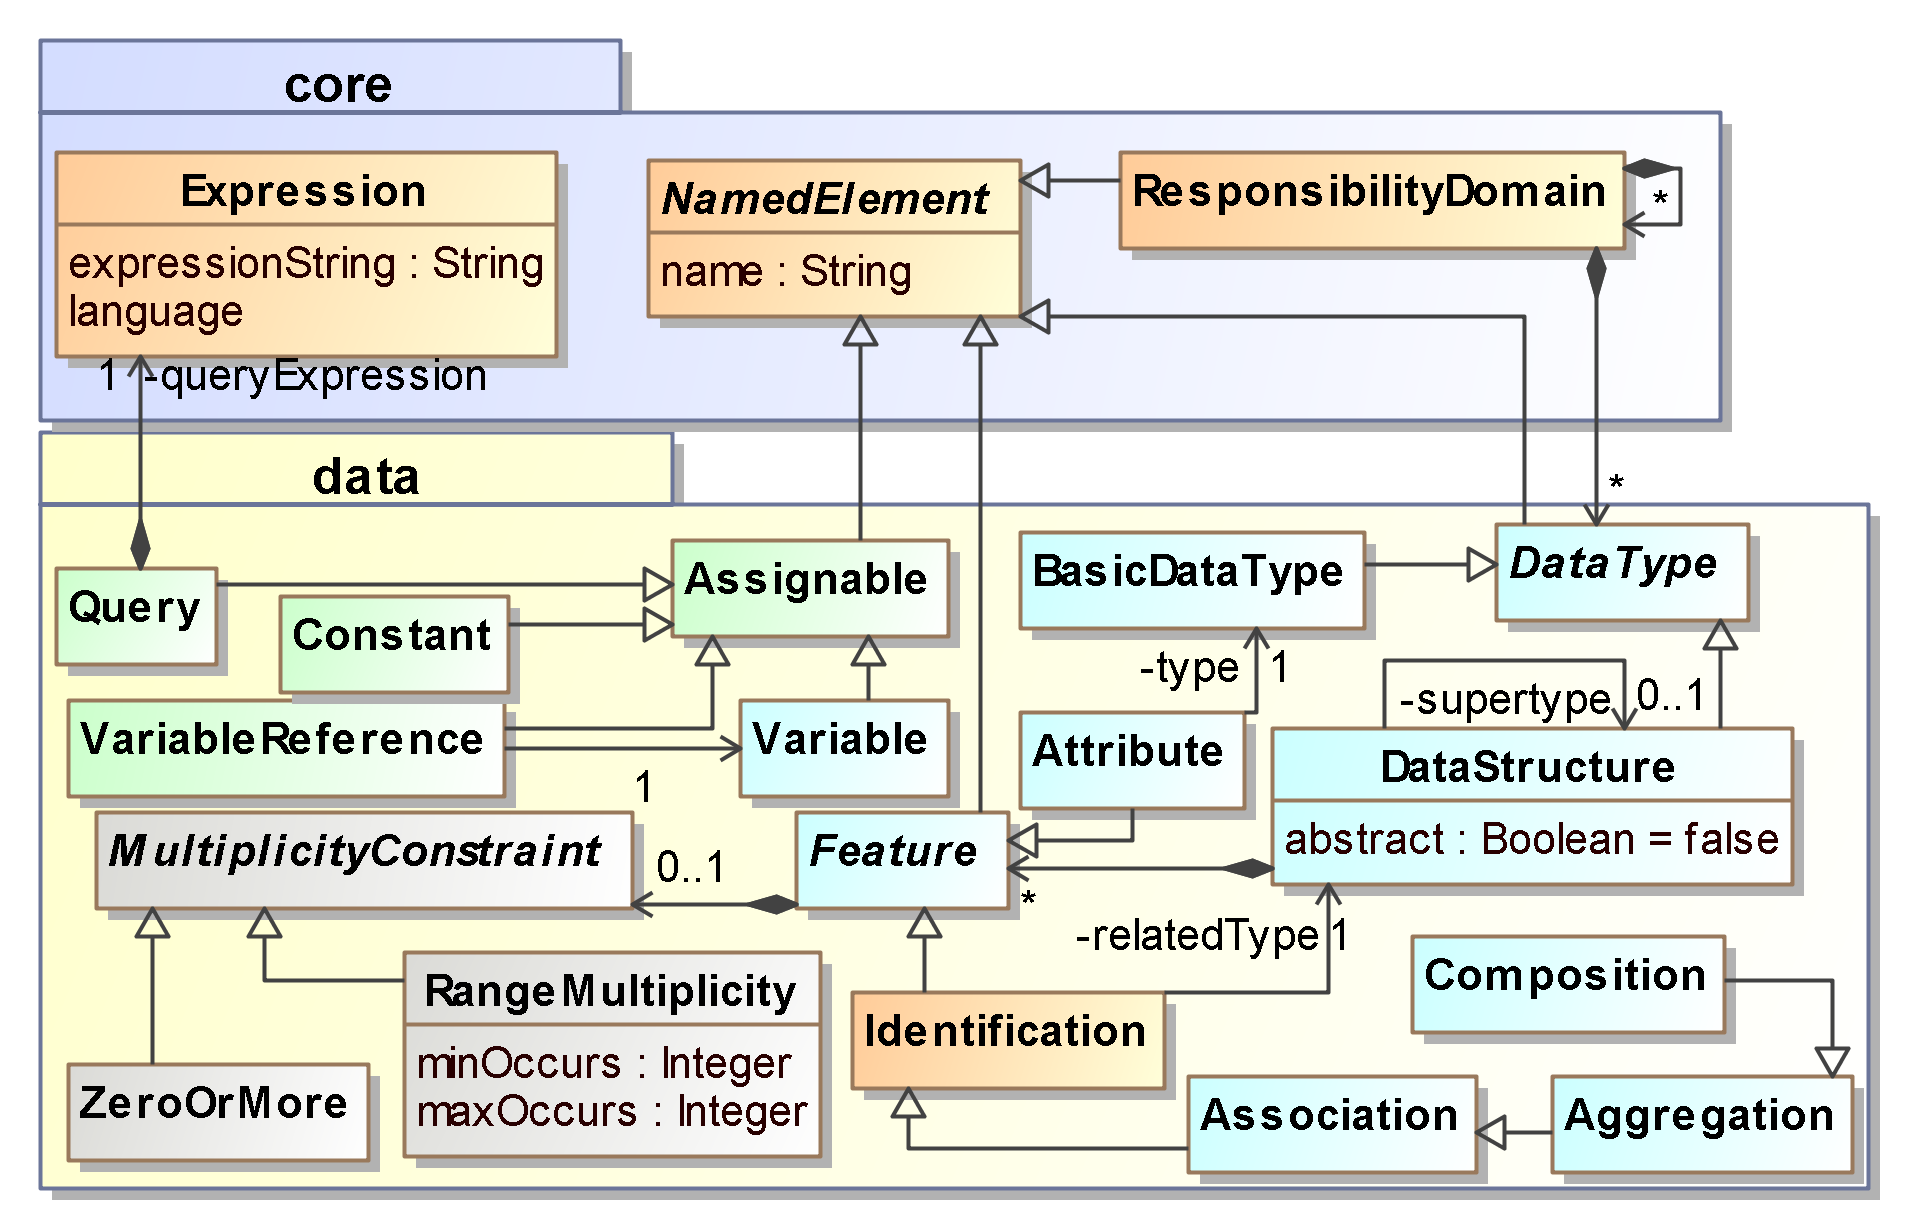 core
Expression
expressionString : String
language
NamedElement
name : String
ResponsibilityDomain
*
1 -queryExpression
*
data
Query
Constant
Assignable
BasicDataType
DataType
-type 1
-supertype 0..1
VariableReference
1
Variable
Attribute
DataStructure
abstract : Boolean = false
MultiplicityConstraint
0..1
Feature
*
-relatedType 1
RangeMultiplicity
minOccurs : Integer
maxOccurs : Integer
ZeroOrMore
Identification
Composition
Association
Aggregation